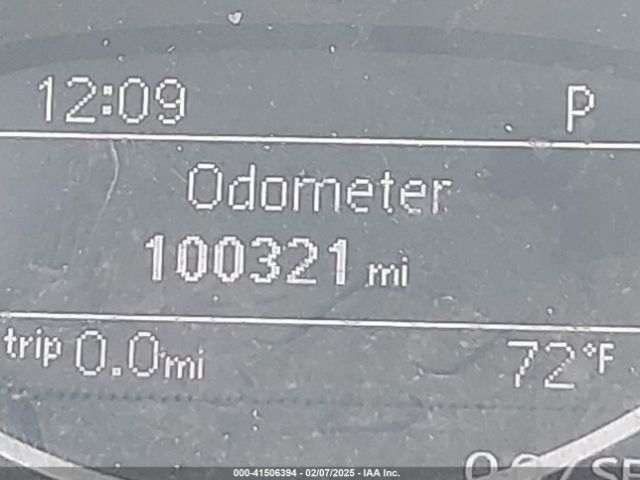 12:09 P
Odometer
100321 mi
trip 0.0mi 72°F
000-41506394 - 02/07/2025 - IAA Inc.